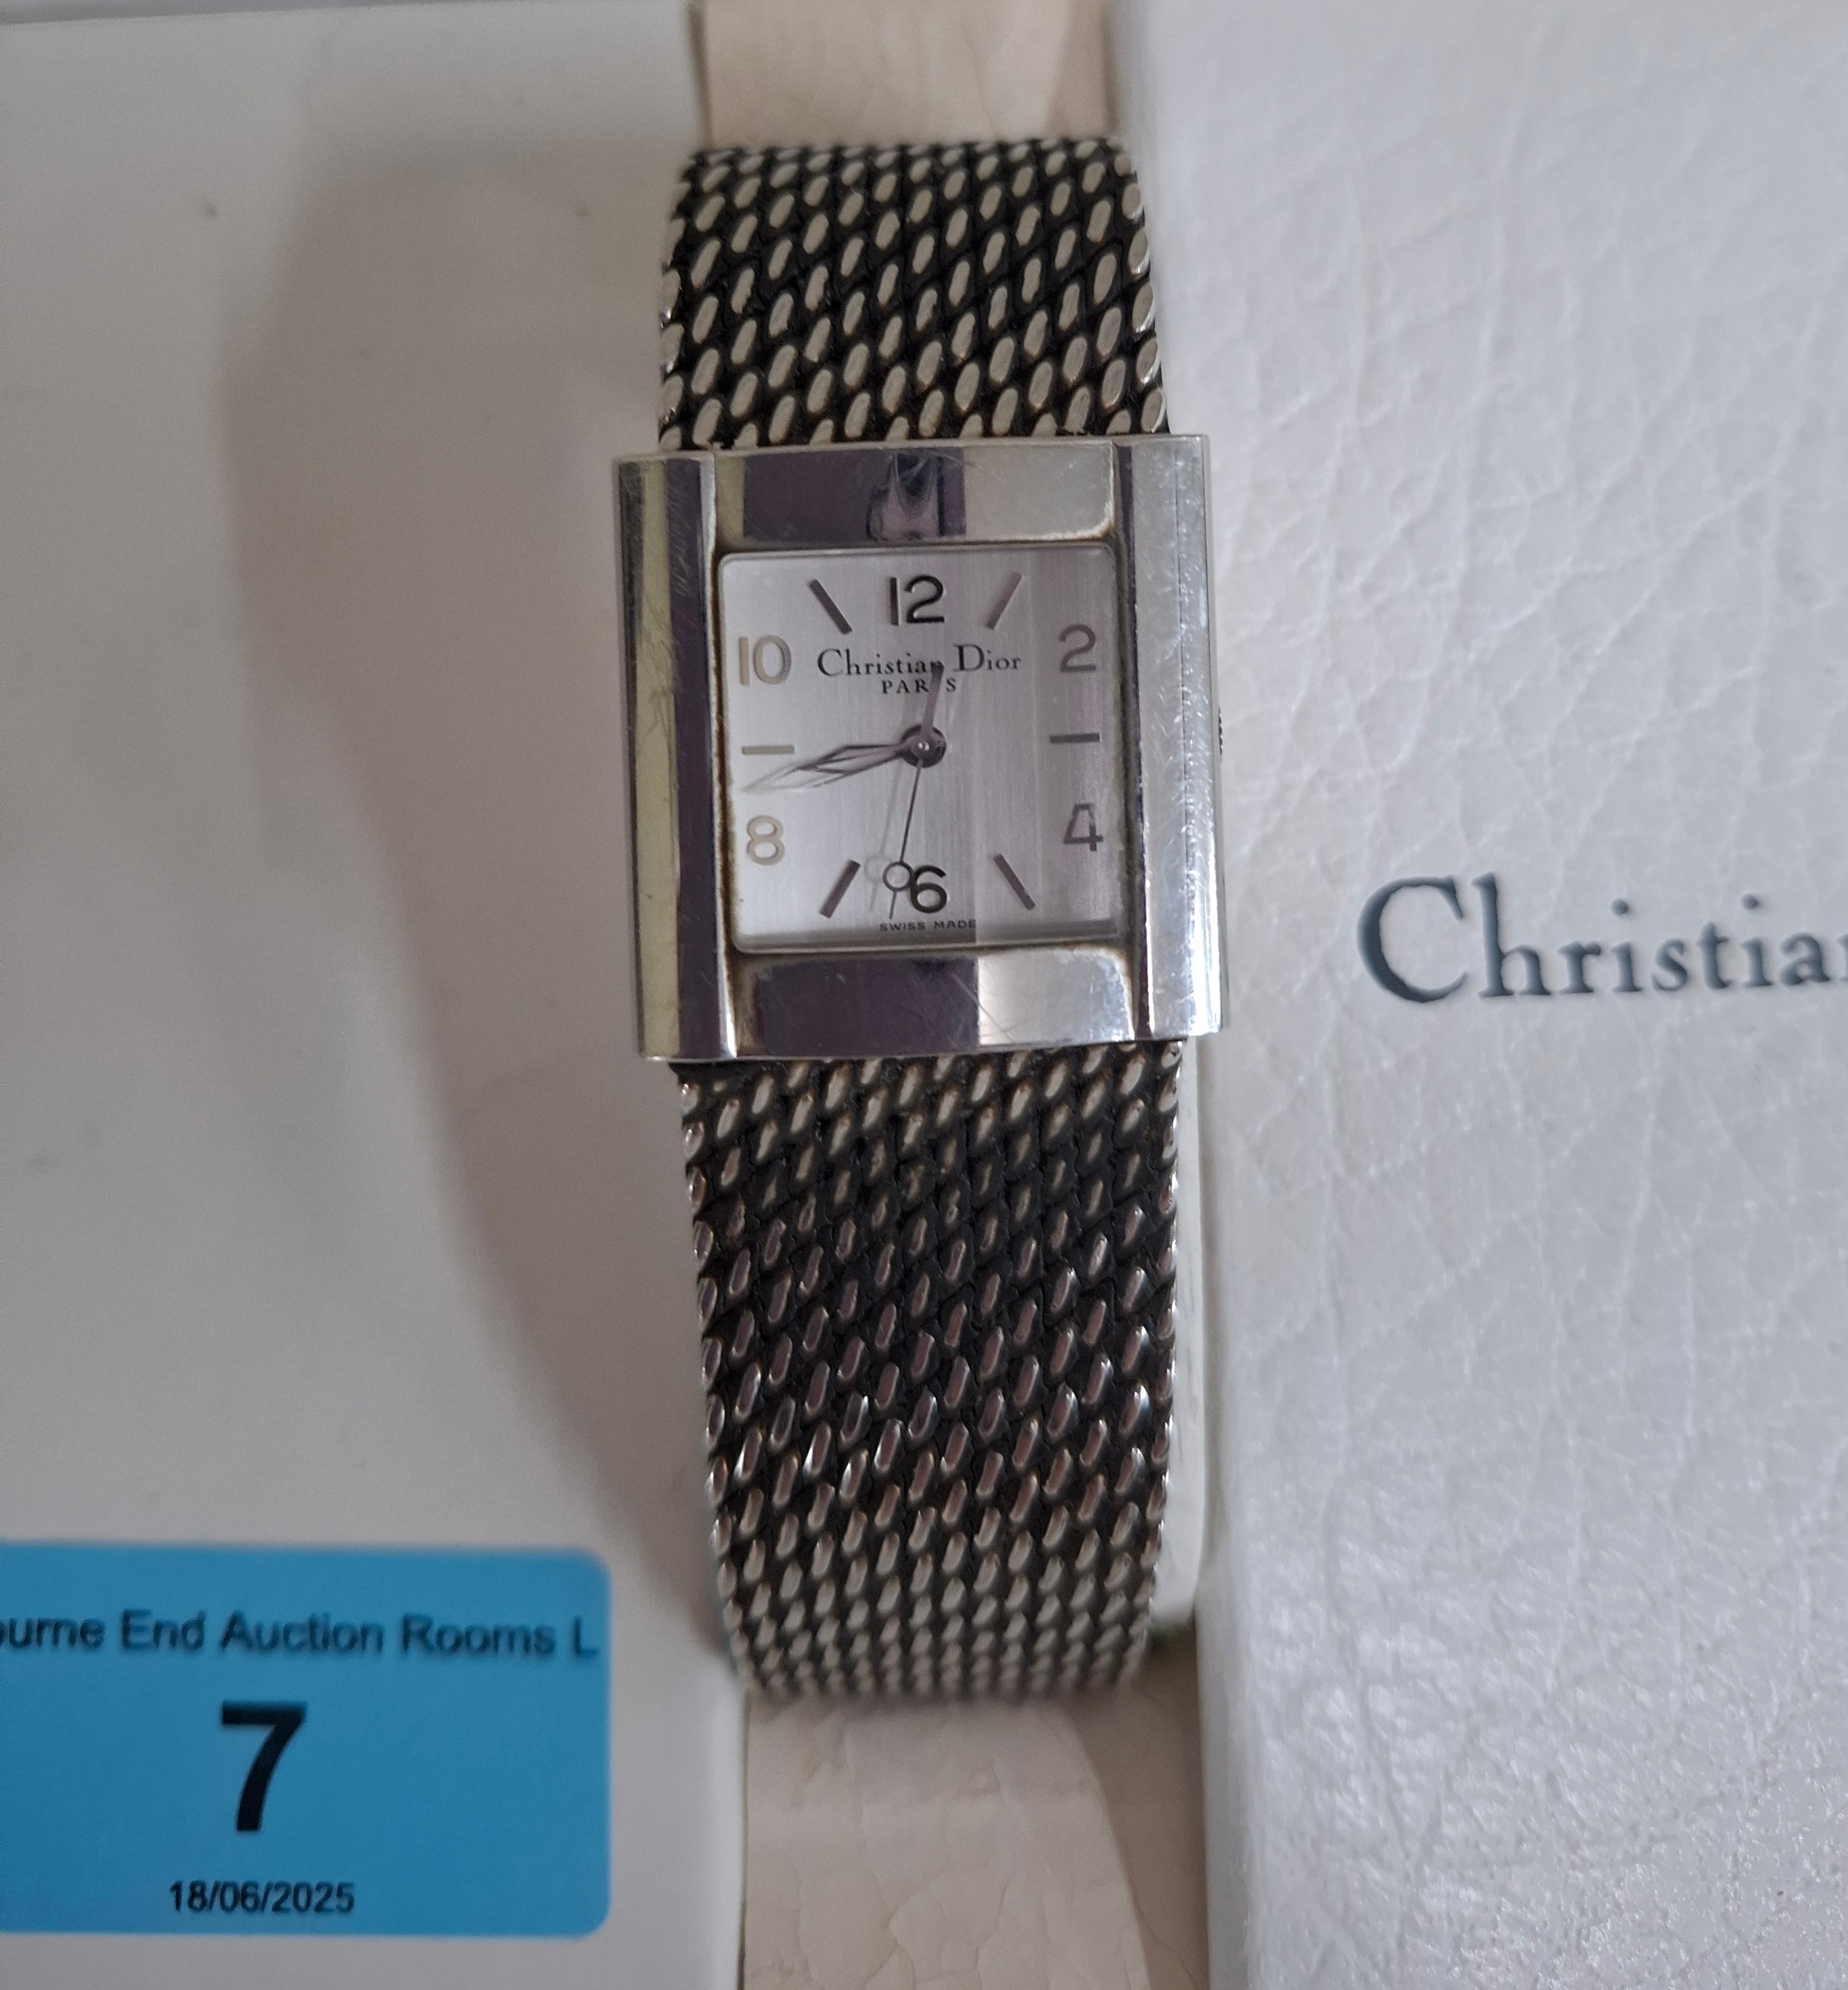 12
10 2
Christian Dior
PARIS
8 4
6
SWISS MADE
Christian
ourne End Auction Rooms L
7
18/06/2025